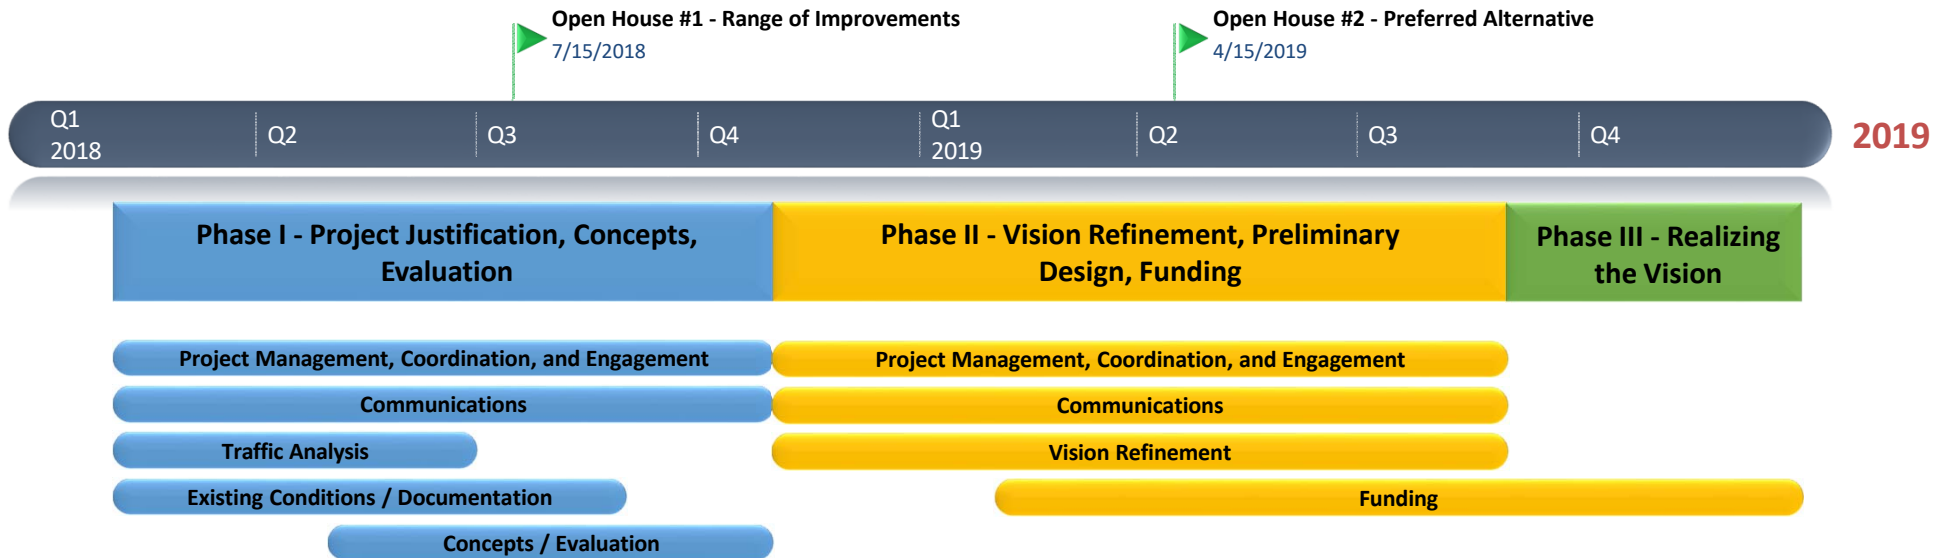 Open House #1 - Range of Improvements
7/15/2018
Open House #2 - Preferred Alternative
4/15/2019
Q1
2018
Q2
Q3
Q4
Q1
2019
Q2
Q3
Q4
2019
Phase I - Project Justification, Concepts,
Evaluation
Phase II - Vision Refinement, Preliminary
Design, Funding
Phase III - Realizing
the Vision
Project Management, Coordination, and Engagement
Project Management, Coordination, and Engagement
Communications
Communications
Traffic Analysis
Vision Refinement
Existing Conditions / Documentation
Funding
Concepts / Evaluation